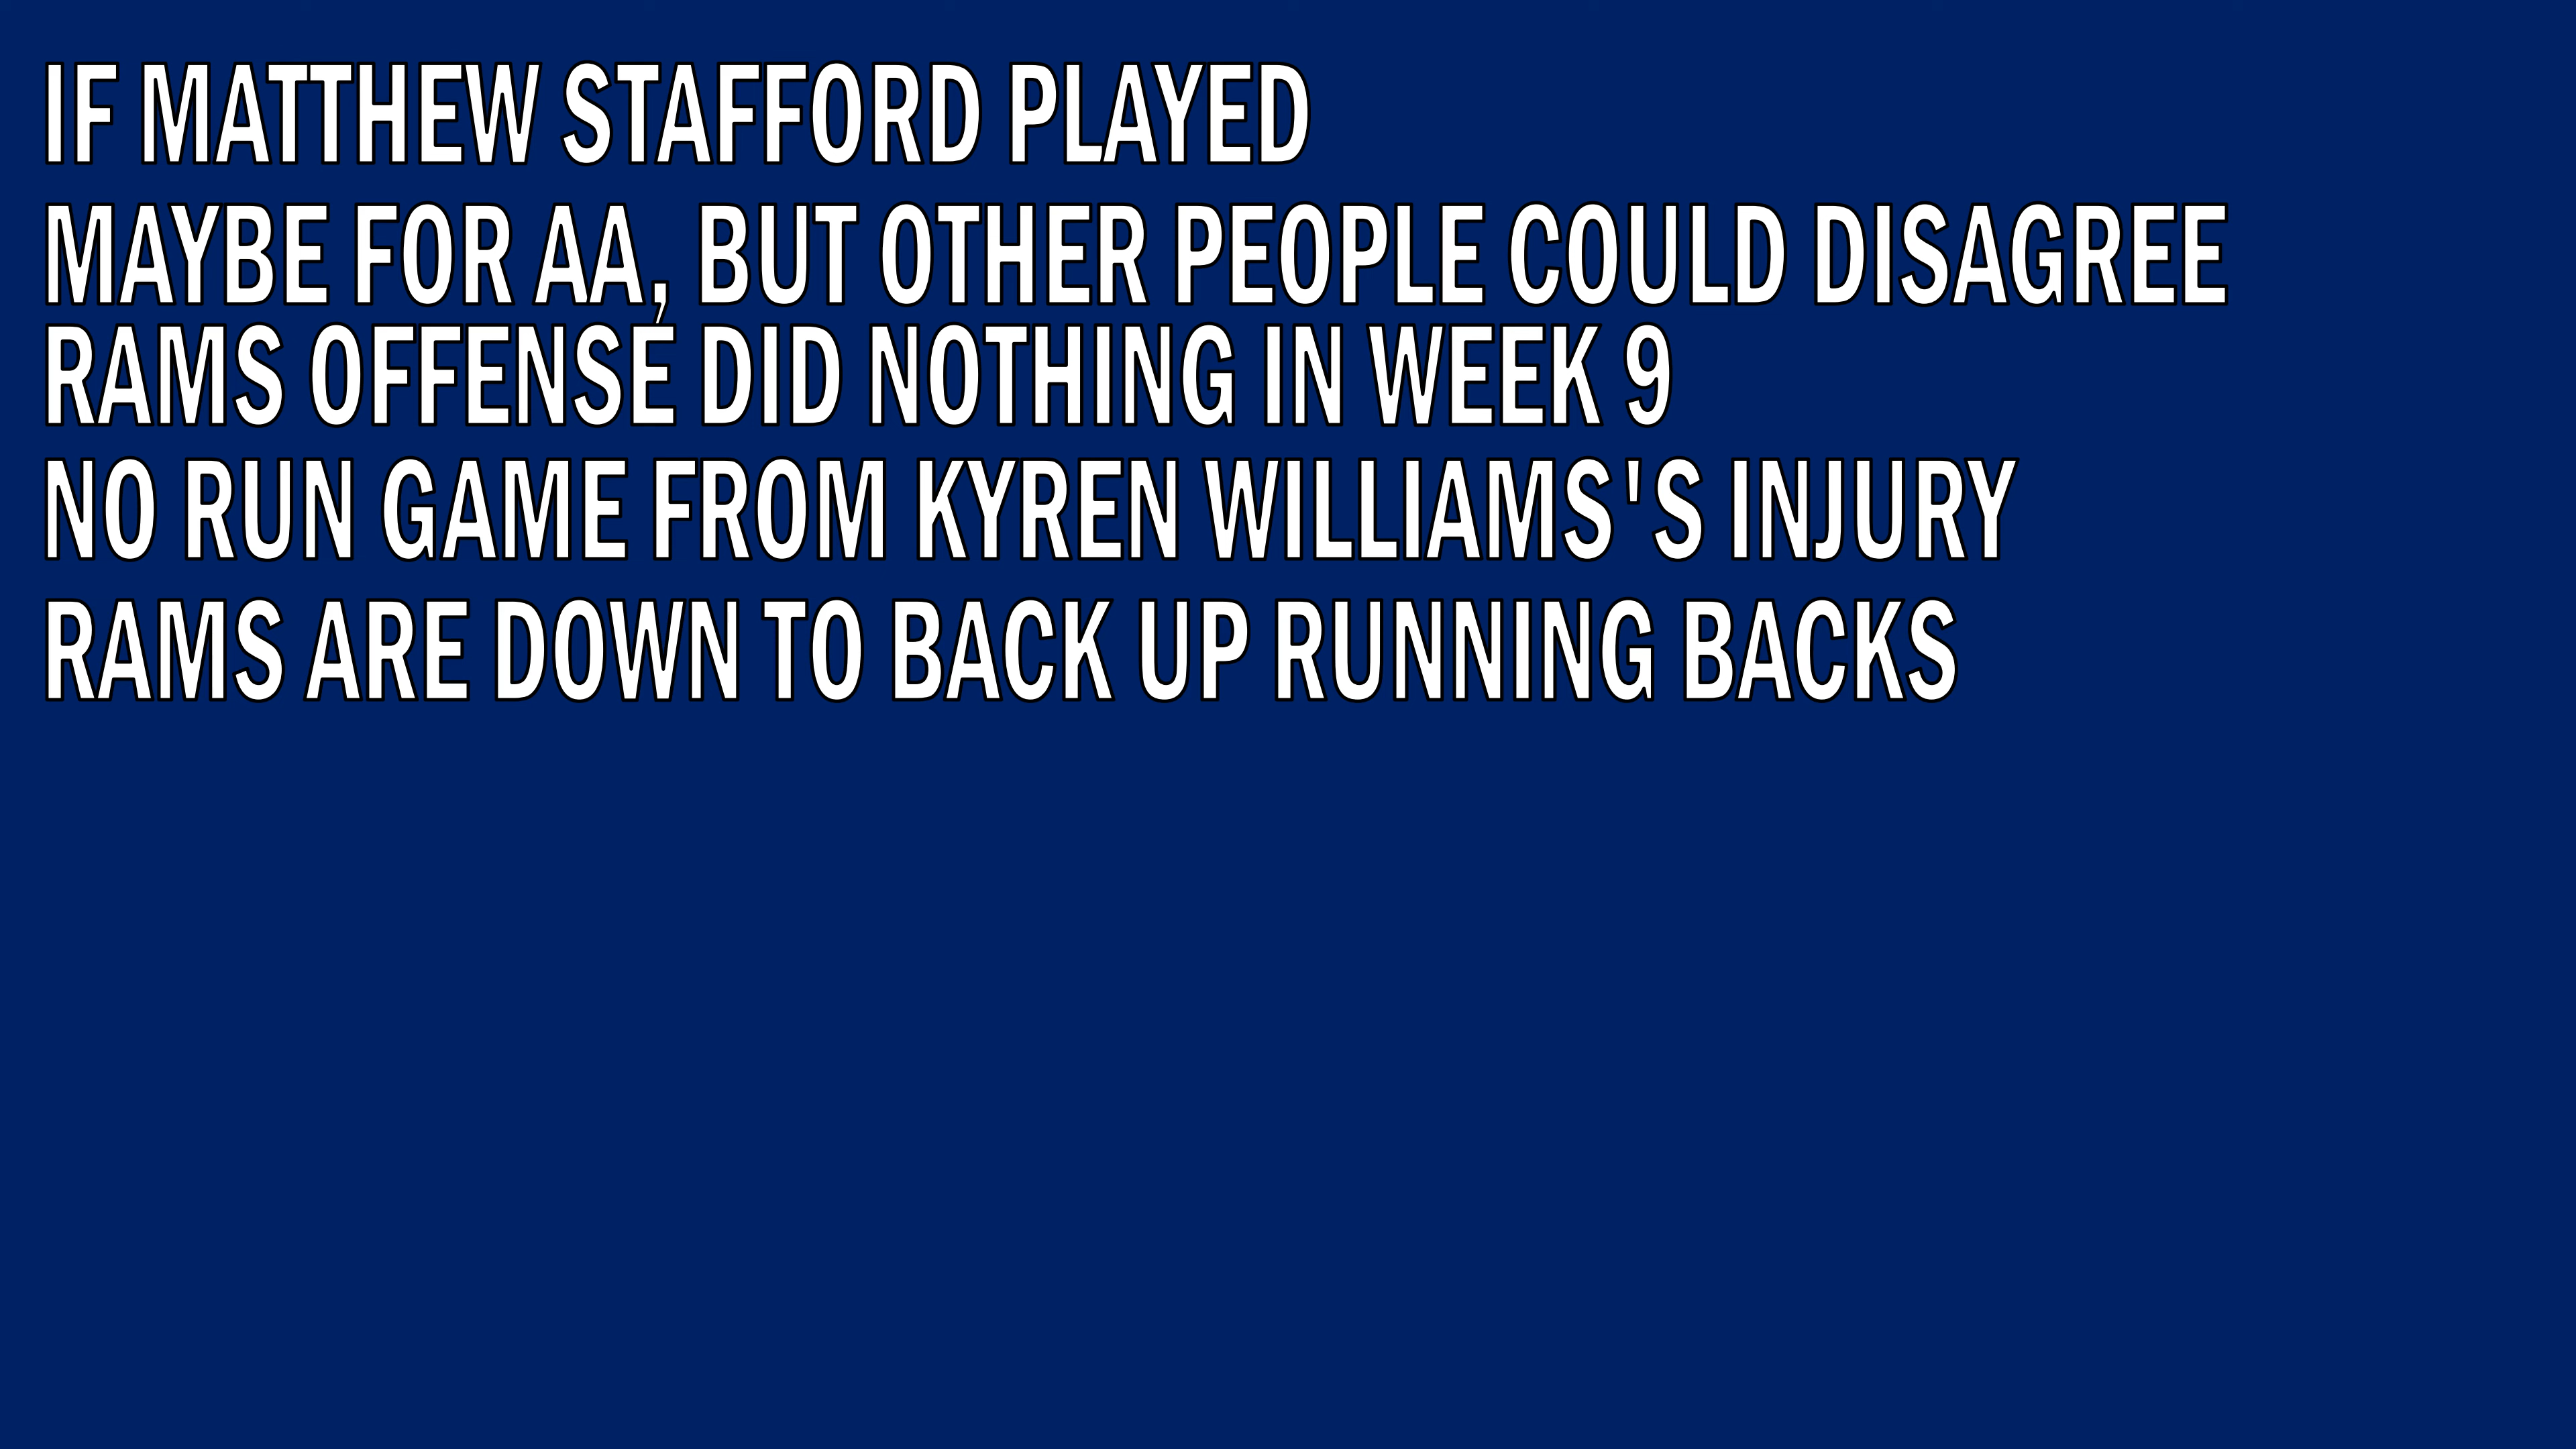 IF MATTHEW STAFFORD PLAYED
MAYBE FOR AA, BUT OTHER PEOPLE COULD DISAGREE
RAMS OFFENSE DID NOTHING IN WEEK 9
NO RUN GAME FROM KYREN WILLIAMS'S INJURY
RAMS ARE DOWN TO BACK UP RUNNING BACKS